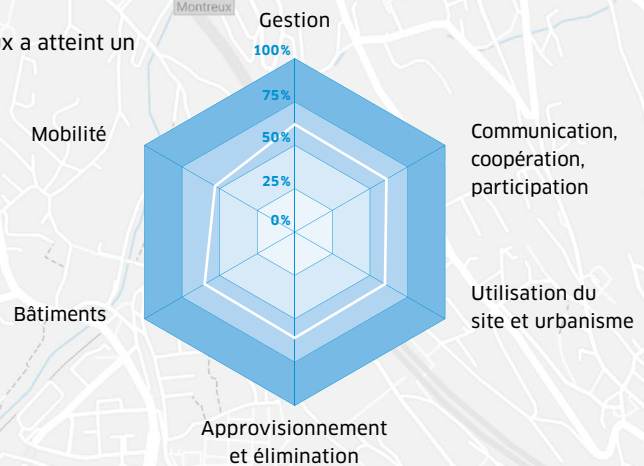 Montreux
x a atteint un
Gestion
100%
75%
50%
25%
0%
Mobilité
Communication,
coopération,
participation
Bâtiments
Utilisation du
site et urbanisme
Approvisionnement
et élimination